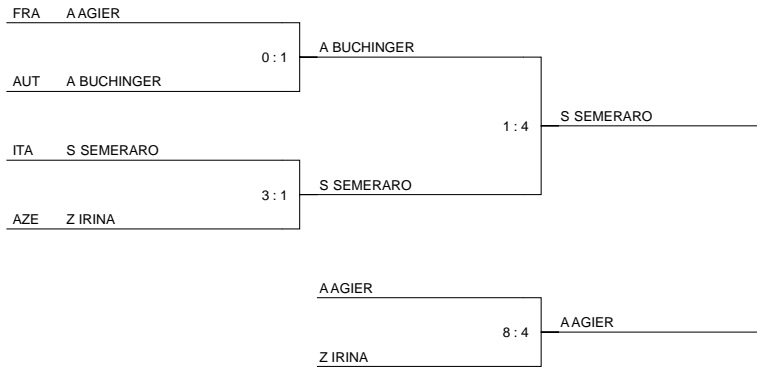 FRA A AGIER
0 : 1
A BUCHINGER
AUT A BUCHINGER
1 : 4
S SEMERARO
ITA S SEMERARO
3 : 1
S SEMERARO
AZE Z IRINA
A AGIER
8 : 4
A AGIER
Z IRINA